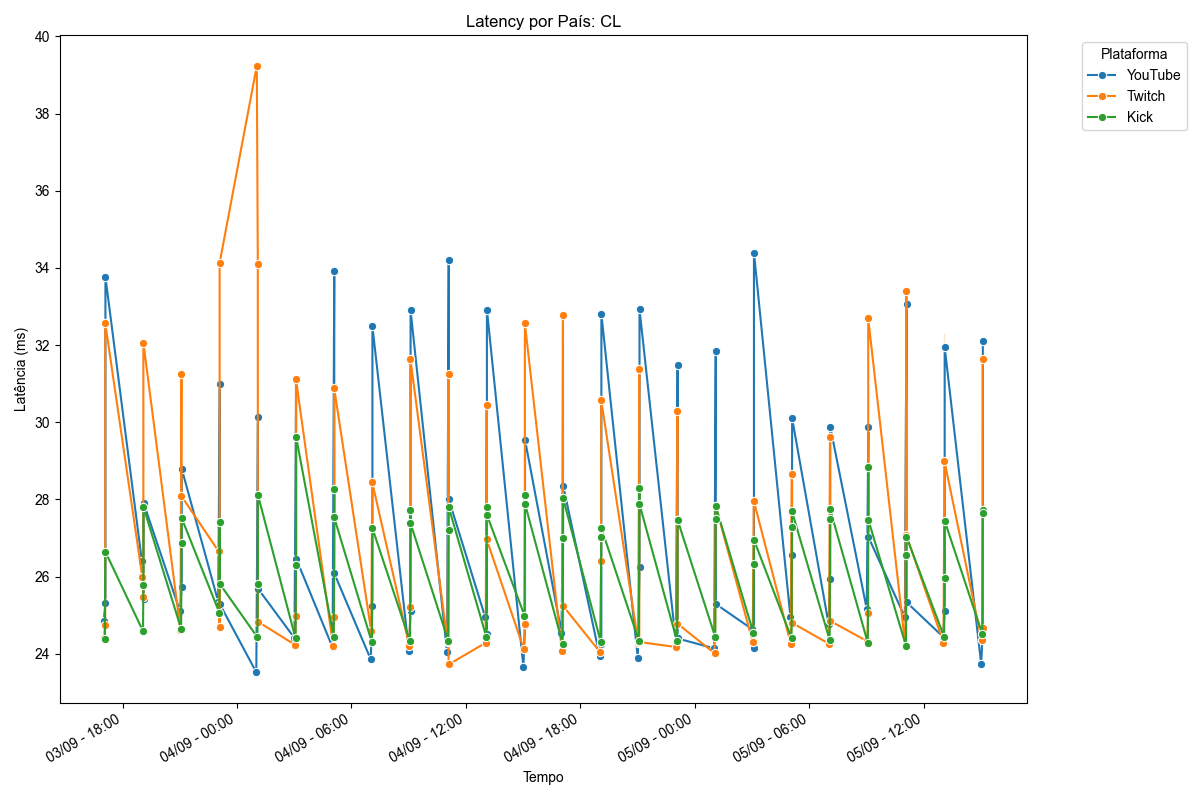 Latency por País: CL
Plataforma
YouTube
Twitch
Kick
Latência (ms)
40
38
36
34
32
30
28
26
24
03/09 - 18:00
04/09 - 00:00
04/09 - 06:00
04/09 - 12:00
04/09 - 18:00
05/09 - 00:00
05/09 - 06:00
05/09 - 12:00
Tempo